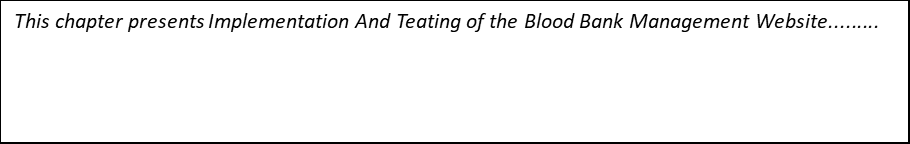 This chapter presents Implementation And Teating of the Blood Bank Management Website.........